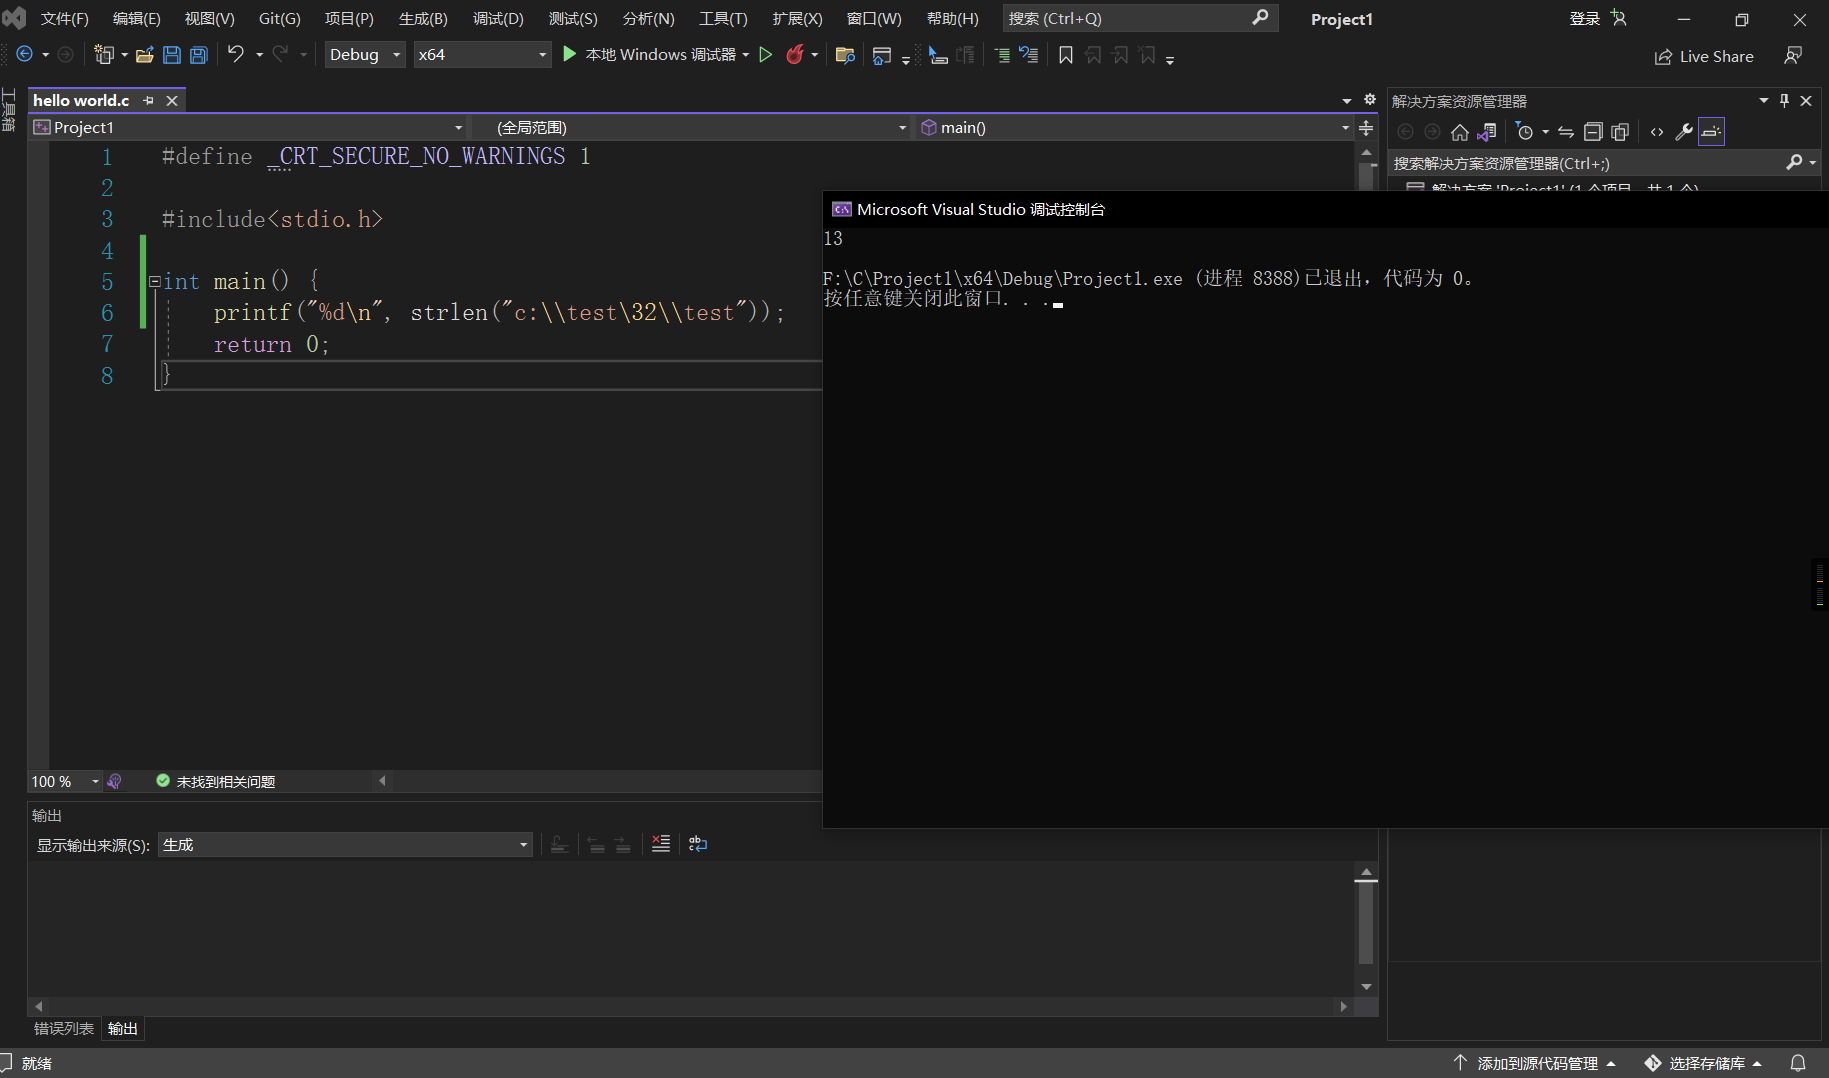 文件(F) 编辑(E) 视图(V) Git(G) 项目(P) 生成(B) 调试(D) 测试(S) 分析(N) 工具(T) 扩展(X) 窗口(W) 帮助(H) 搜索 (Ctrl+Q) Project1 登录
Debug x64 本地 Windows 调试器 Live Share
工具箱
hello world.c
Project1 (全局范围) main()
1 #define _CRT_SECURE_NO_WARNINGS 1
2
3 #include<stdio.h>
4
5 int main() {
6 printf("%d\n", strlen("c:\\test\32\\test"));
7 return 0;
8 }
解决方案资源管理器
搜索解决方案资源管理器(Ctrl+;)
解决方案 'Project1' (1 个项目，共 1 个)
Microsoft Visual Studio 调试控制台
13
F:\C\Project1\x64\Debug\Project1.exe (进程 8388)已退出，代码为 0。
按任意键关闭此窗口. . .
100 % 未找到相关问题
输出
显示输出来源(S): 生成
错误列表 输出
就绪 添加到源代码管理 选择存储库